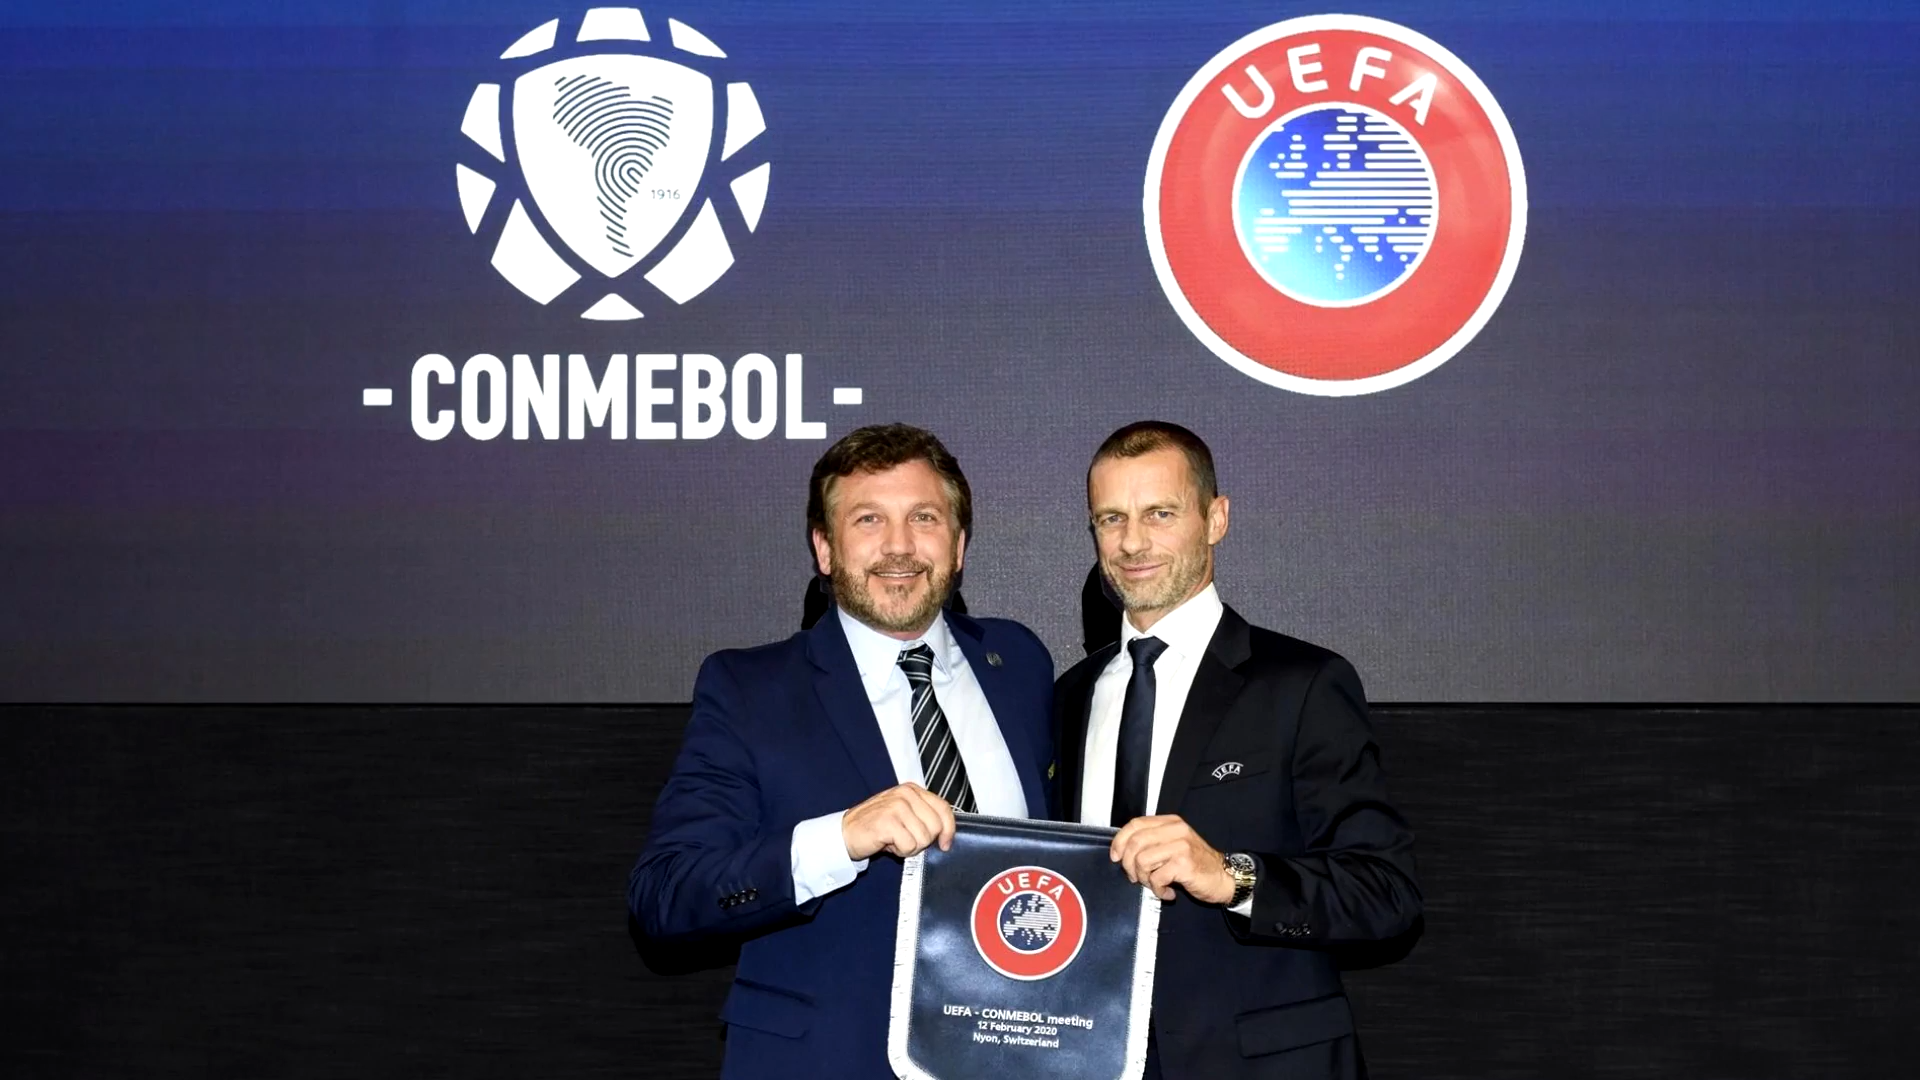 1916
-CONMEBOL-
UEFA
UEFA
UEFA
UEFA - CONMEBOL meeting
12 February 2020
Nyon, Switzerland